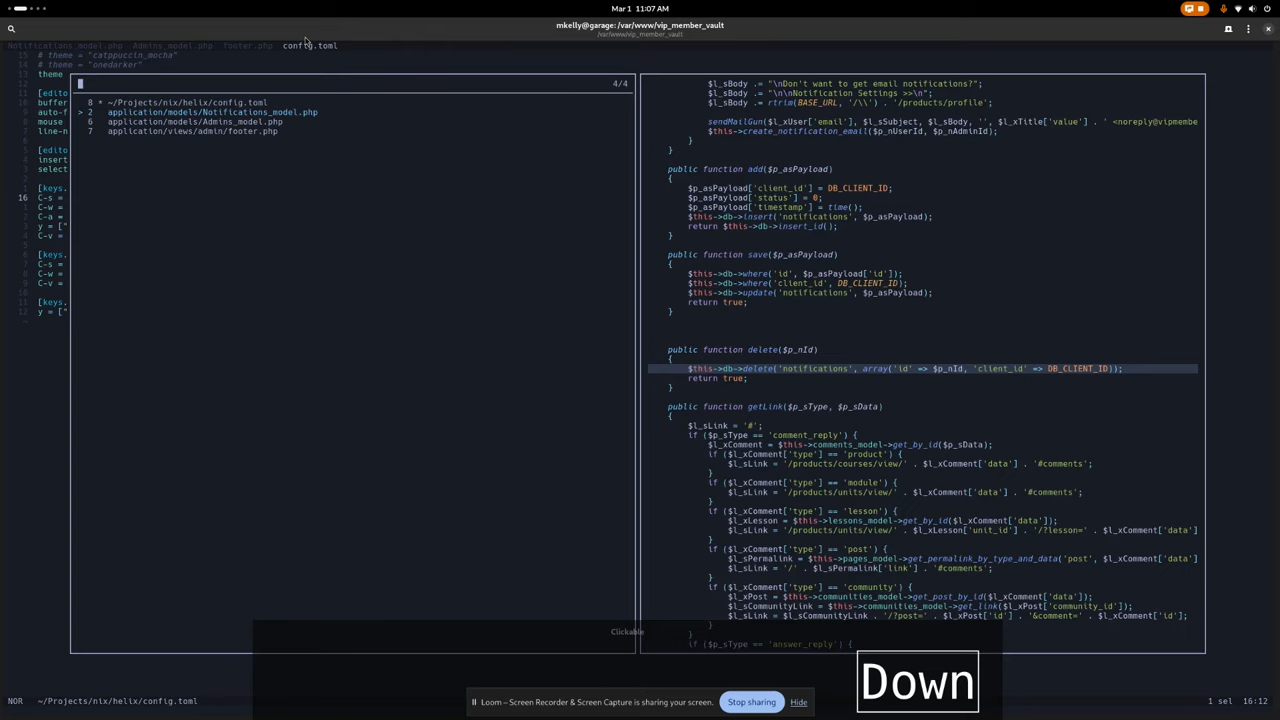 Mar 1 11:07 AM
mkelly@garage: /var/www/vip_member_vault
/var/www/vip_member_vault
Notifications_model.php Admins_model.php footer.php config.toml
15 # theme = "catppuccin_mocha"
14 # theme = "onedarker"
13 theme
12
11 [edito
10 buffer
9 auto-f
8 mouse
7 line-n
6
5 [edito
4 insert
3 select
2
1 [keys.
16 C-s =
1 C-w =
2 C-a =
3 y = ["
4 C-v =
5
6 [keys.
7 C-s =
8 C-w =
9 C-v =
10
11 [keys.
12 y = ["
4/4
8 * ~/Projects/nix/helix/config.toml
> 2 application/models/Notifications_model.php
6 application/models/Admins_model.php
7 application/views/admin/footer.php
$l_sBody .= "\nDon't want to get email notifications?";
$l_sBody .= "\n\nNotification Settings >>\n";
$l_sBody .= rtrim(BASE_URL, '/\\') . '/products/profile';
sendMailGun($l_xUser['email'], $l_sSubject, $l_sBody, '', $l_xTitle['value'] . ' <noreply@vipmembe
$this->create_notification_email($p_nUserId, $p_nAdminId);
}
}
public function add($p_asPayload)
{
$p_asPayload['client_id'] = DB_CLIENT_ID;
$p_asPayload['status'] = 0;
$p_asPayload['timestamp'] = time();
$this->db->insert('notifications', $p_asPayload);
return $this->db->insert_id();
}
public function save($p_asPayload)
{
$this->db->where('id', $p_asPayload['id']);
$this->db->where('client_id', DB_CLIENT_ID);
$this->db->update('notifications', $p_asPayload);
return true;
}
public function delete($p_nId)
{
$this->db->delete('notifications', array('id' => $p_nId, 'client_id' => DB_CLIENT_ID));
return true;
}
public function getLink($p_sType, $p_sData)
{
$l_sLink = '#';
if ($p_sType == 'comment_reply') {
$l_xComment = $this->comments_model->get_by_id($p_sData);
if ($l_xComment['type'] == 'product') {
$l_sLink = '/products/courses/view/' . $l_xComment['data'] . '#comments';
}
if ($l_xComment['type'] == 'module') {
$l_sLink = '/products/units/view/' . $l_xComment['data'] . '#comments';
}
if ($l_xComment['type'] == 'lesson') {
$l_xLesson = $this->lessons_model->get_by_id($l_xComment['data']);
$l_sLink = '/products/units/view/' . $l_xLesson['unit_id'] . '/?lesson=' . $l_xComment['data']
}
if ($l_xComment['type'] == 'post') {
$l_sPermalink = $this->pages_model->get_permalink_by_type_and_data('post', $l_xComment['data']
$l_sLink = '/' . $l_sPermalink['link'] . '#comments';
}
if ($l_xComment['type'] == 'community') {
$l_xPost = $this->communities_model->get_post_by_id($l_xComment['data']);
$l_sCommunityLink = $this->communities_model->get_link($l_xPost['community_id']);
$l_sLink = $l_sCommunityLink . '/?post=' . $l_xPost['id'] . '&comment=' . $l_xComment['id'];
}
}
if ($p_sType == 'answer_reply') {
Clickable
Down
Loom – Screen Recorder & Screen Capture is sharing your screen. Stop sharing Hide
NOR ~/Projects/nix/helix/config.toml 1 sel 16:12